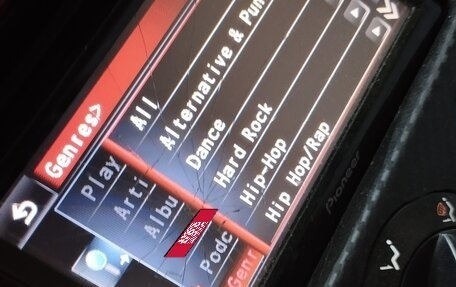 Genres
Play
Arti
Albu
Podc
Genr
All
Alternative & Pun
Dance
Hard Rock
Hip-Hop
Hip Hop/Rap
Pioneer